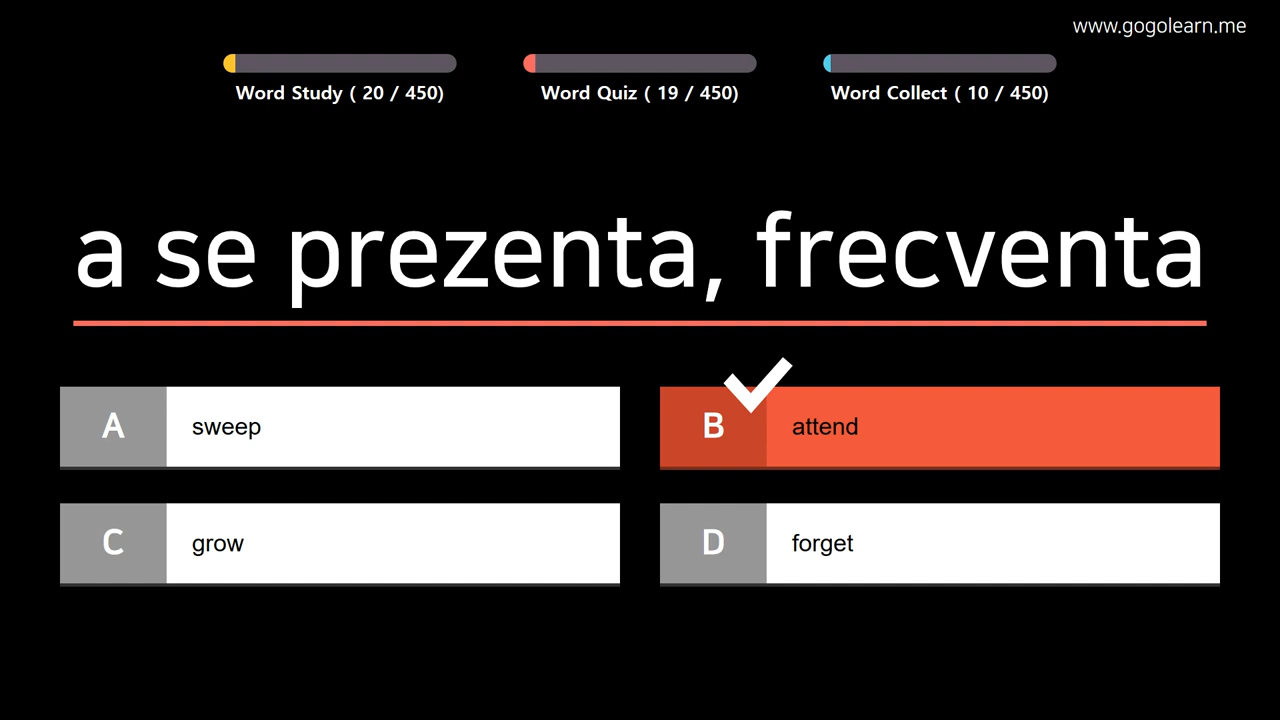 www.gogolearn.me
Word Study ( 20 / 450)
Word Quiz ( 19 / 450)
Word Collect ( 10 / 450)
a se prezenta, frecventa
A sweep
B attend
C grow
D forget